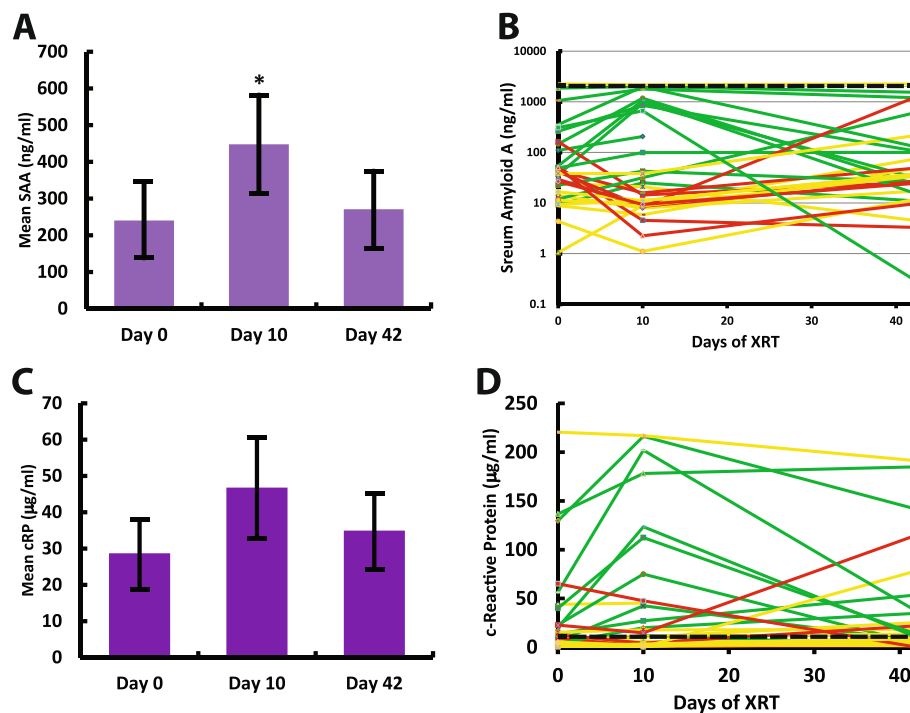 A
700
600
500
400
300
200
100
0
Mean SAA (ng/ml)
*
Day 0 Day 10 Day 42
B
10000
1000
100
10
1
0.1
Sreum Amyloid A (ng/ml)
0 10 20 30 40
Days of XRT
C
70
60
50
40
30
20
10
0
Mean cRP (µg/ml)
Day 0 Day 10 Day 42
D
250
200
150
100
50
0
c-Reactive Protein (µg/ml)
0 10 20 30 40
Days of XRT